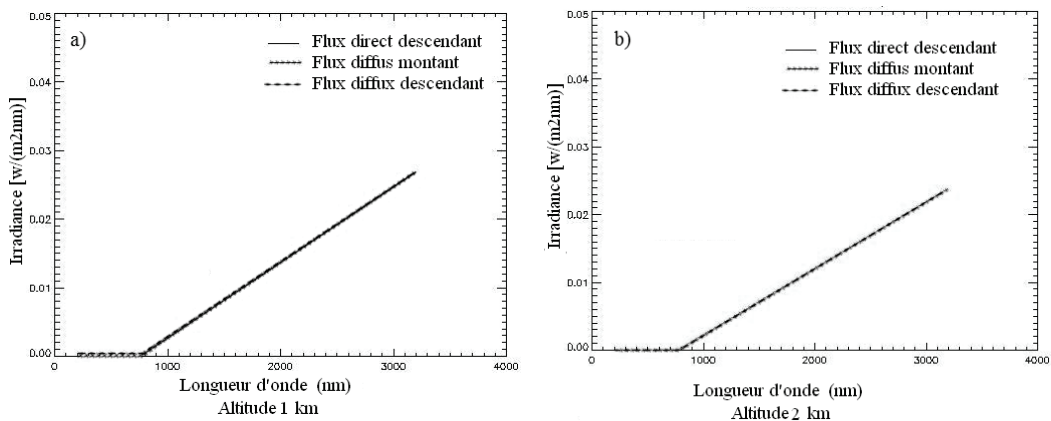 a)
Flux direct descendant
Flux diffus montant
Flux diffux descendant
0.05
0.04
0.03
0.02
0.01
0.00
Irradiance [w/(m2nm)]
0
1000
2000
3000
4000
Longueur d'onde (nm)
Altitude 1 km
b)
Flux direct descendant
Flux diffus montant
Flux diffux descendant
0.05
0.04
0.03
0.02
0.01
0.00
Irradiance [w/(m2nm)]
0
1000
2000
3000
4000
Longueur d'onde (nm)
Altitude 2 km